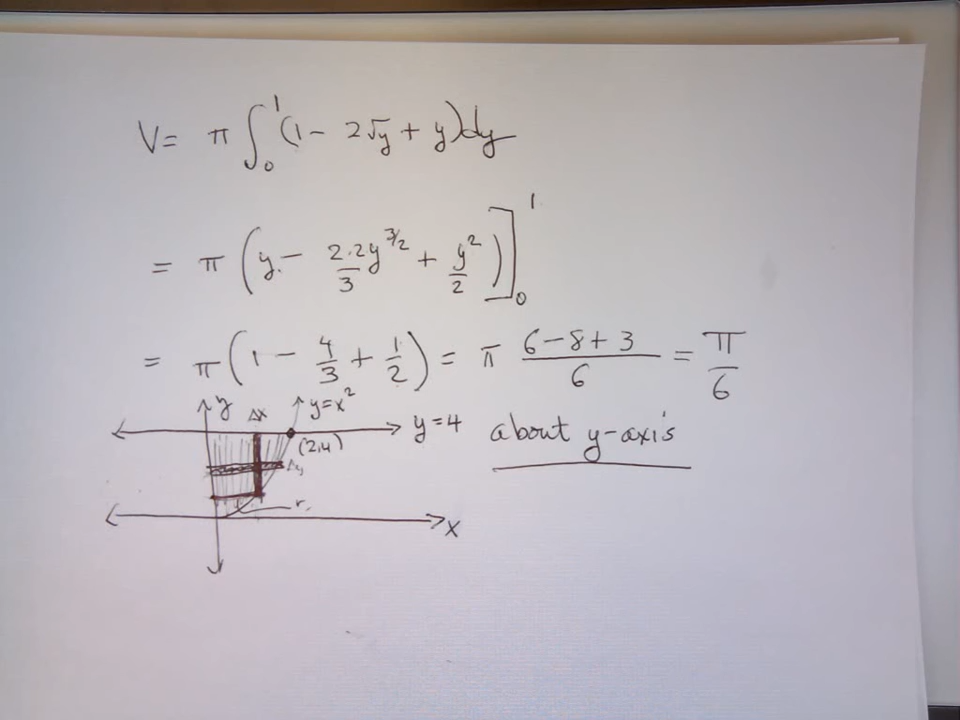 V= π ∫₀¹ (1 - 2√y + y) dy
= π (y - 2·2/3 y^3/2 + y²/2)]₀¹
= π (1 - 4/3 + 1/2) = π 6-8+3/6 = π/6
y Δx y=x²
y=4 about y-axis
(2,4)
Δy
r
x